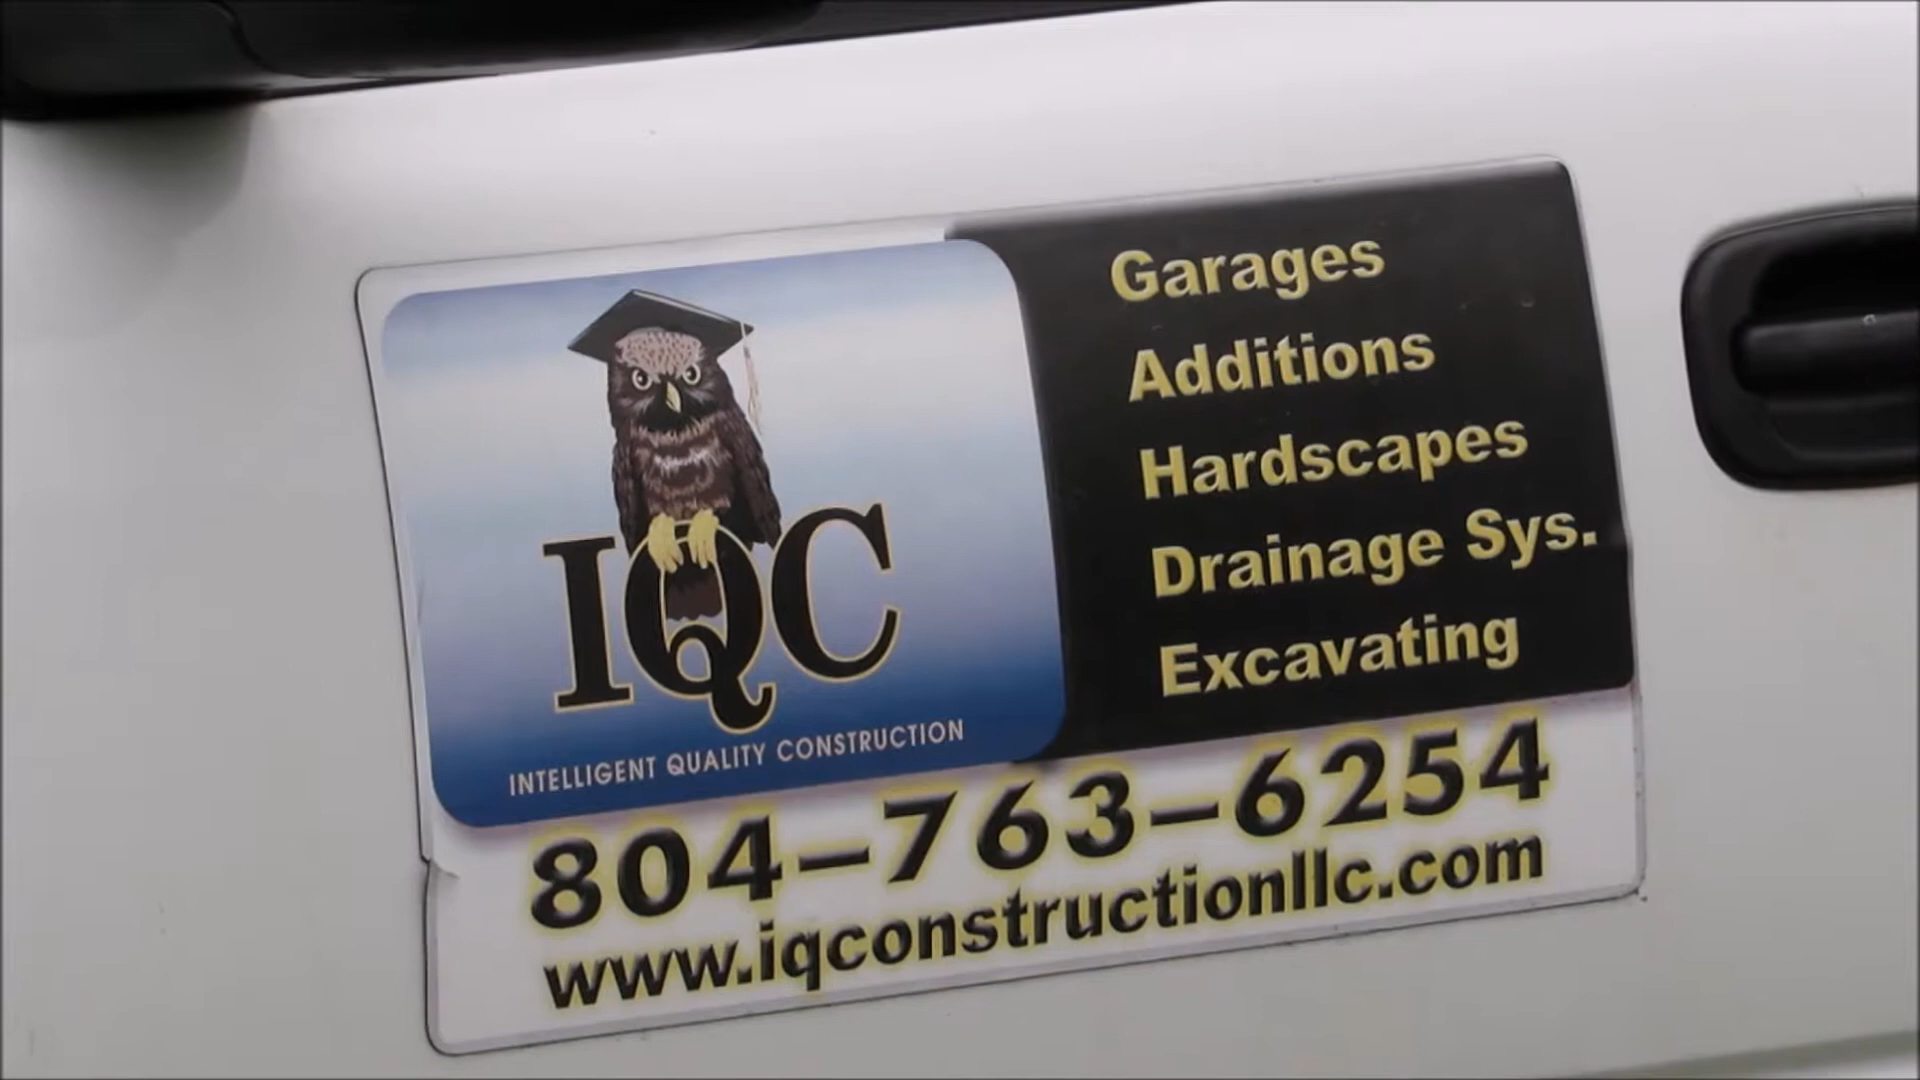 IQC
INTELLIGENT QUALITY CONSTRUCTION
Garages
Additions
Hardscapes
Drainage Sys.
Excavating
804-763-6254
www.iqconstructionllc.com